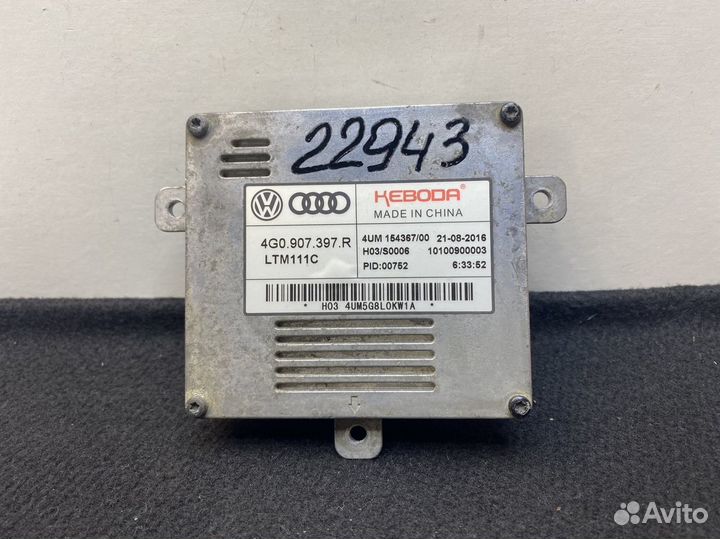 22943
KEBODA®
MADE IN CHINA
4G0.907.397.R
LTM111C
4UM 154367/00 21-08-2016
H03/S0006 10100900003
PID:00752 6:33:52
* H03 4UM5G8L0KW1A *
Avito